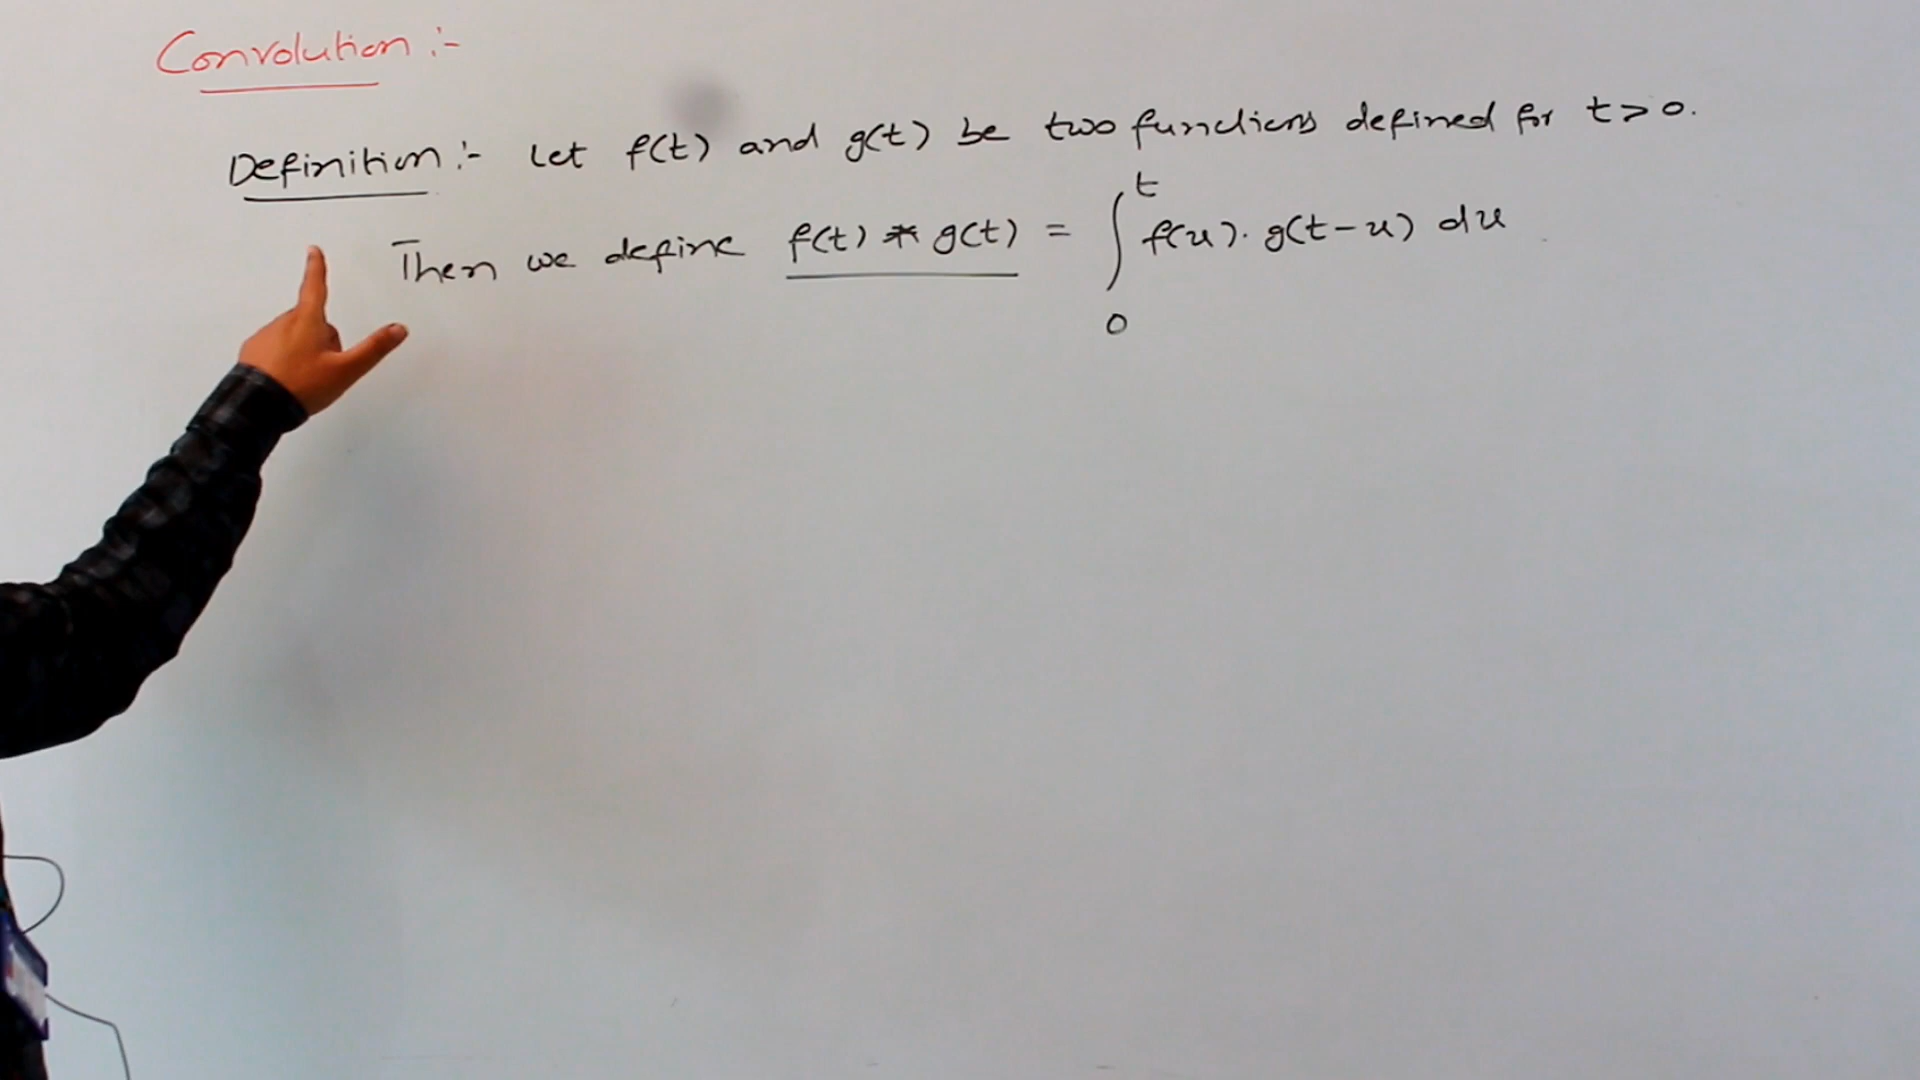 Convolution :-
Definition :- Let f(t) and g(t) be two functions defined for t > 0.
Then we define f(t) * g(t) = ∫₀ᵗ f(u). g(t-u) du